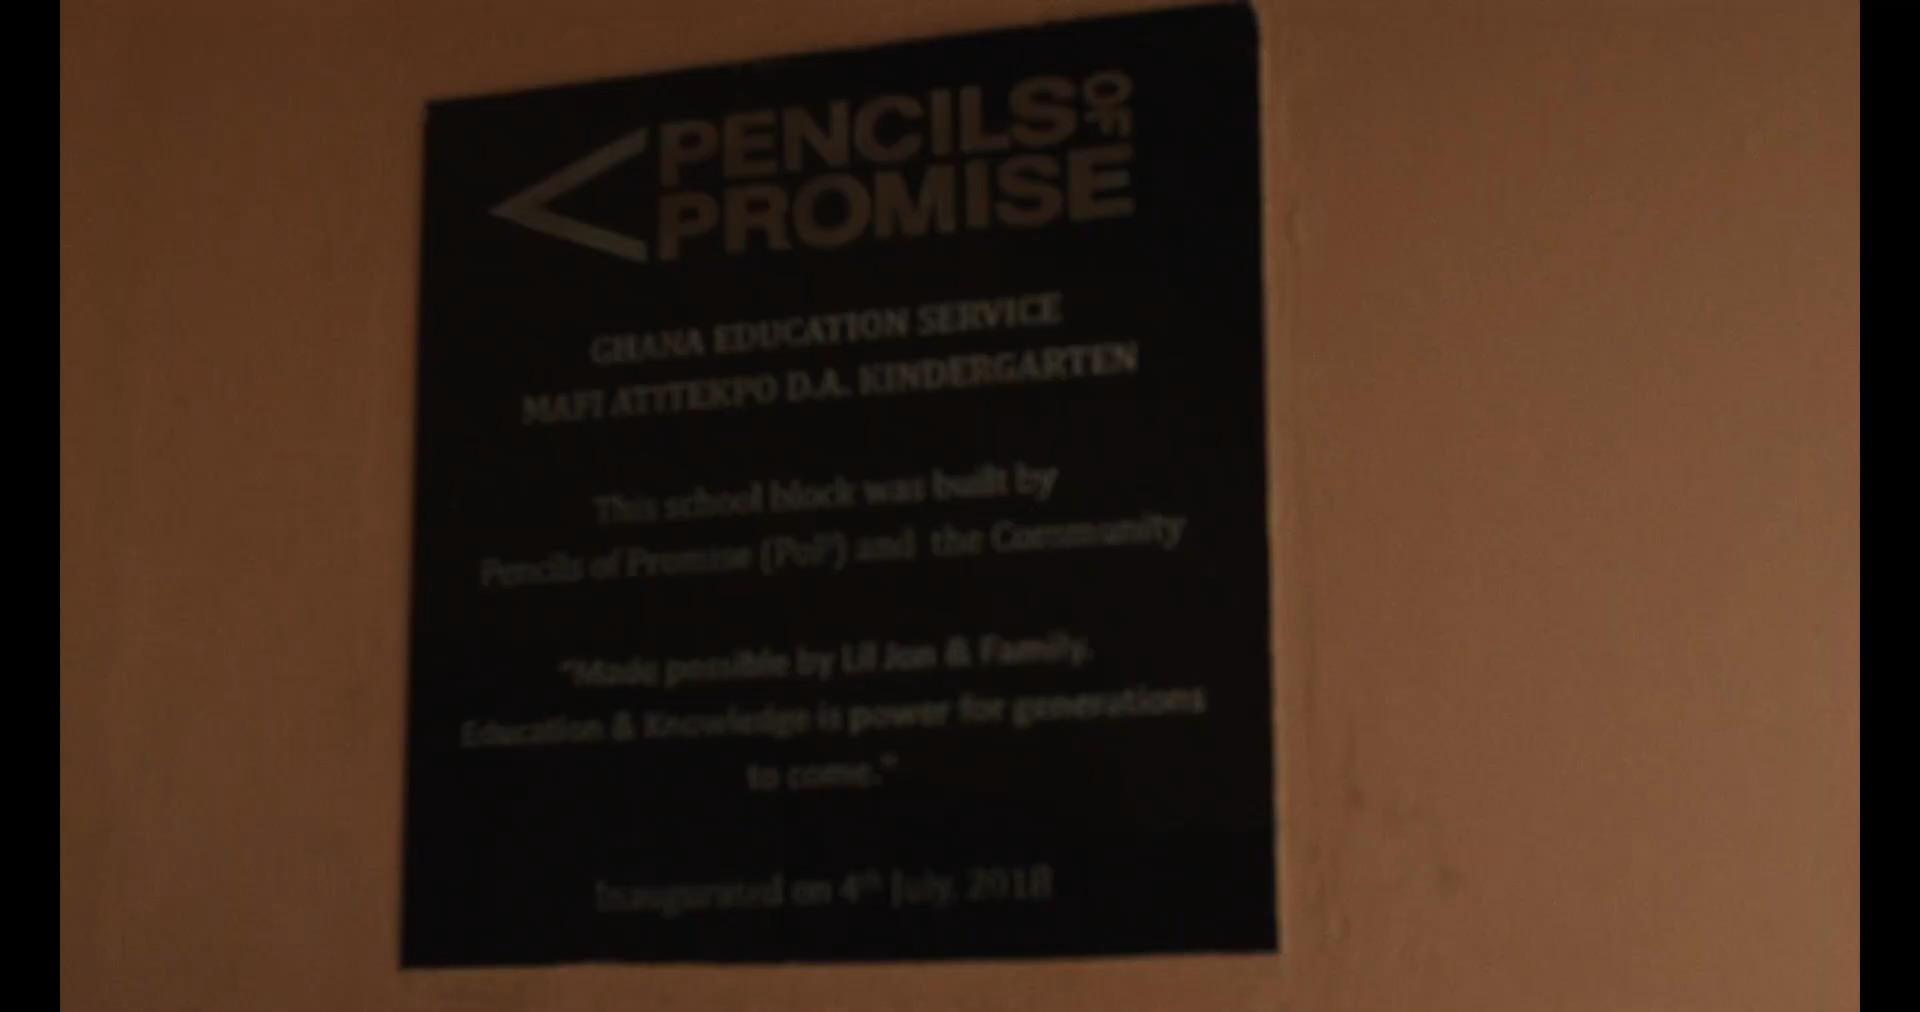 PENCILS OF
PROMISE
GHANA EDUCATION SERVICE
MAFI ATITEKPO D.A. KINDERGARTEN
This school block was built by
Pencils of Promise (PoP) and the Community
"Made possible by Lil Jon & Family.
Education & Knowledge is power for generations
to come."
Inaugurated on 4th July, 2018